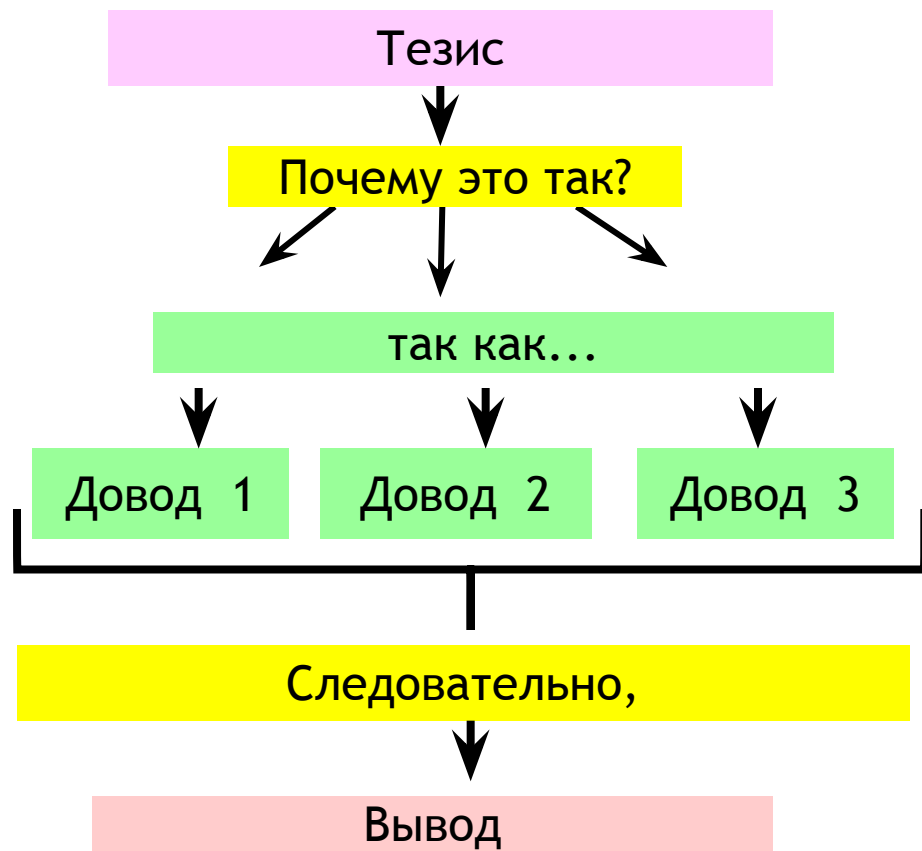 Тезис
Почему это так?
так как...
Довод 1
Довод 2
Довод 3
Следовательно,
Вывод